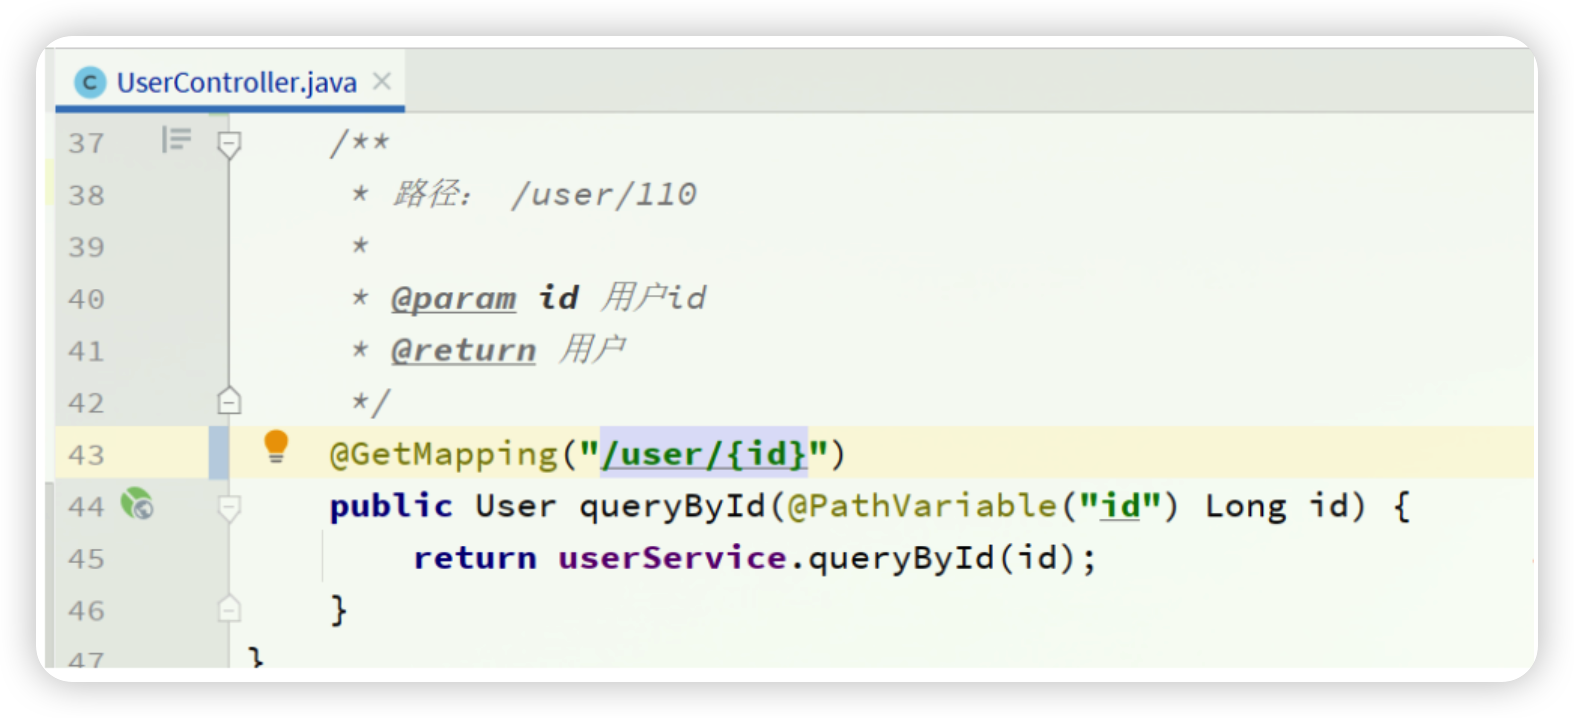 C UserController.java ×
37 /**
38 * 路径： /user/110
39 *
40 * @param id 用户id
41 * @return 用户
42 */
43 @GetMapping("/user/{id}")
44 public User queryById(@PathVariable("id") Long id) {
45 return userService.queryById(id);
46 }
47 }